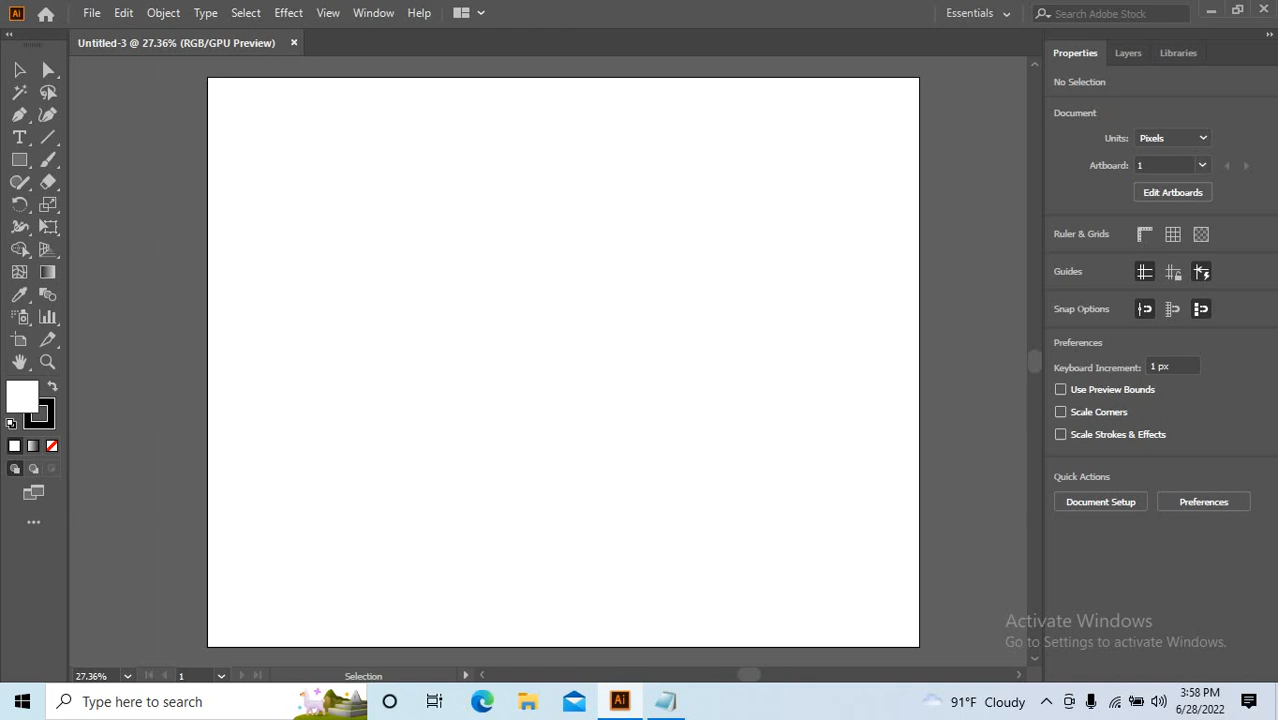 Ai File Edit Object Type Select Effect View Window Help Essentials Search Adobe Stock
Untitled-3 @ 27.36% (RGB/GPU Preview) ×
Properties Layers Libraries
No Selection
Document
Units: Pixels
Artboard: 1
Edit Artboards
Ruler & Grids
Guides
Snap Options
Preferences
Keyboard Increment: 1 px
Use Preview Bounds
Scale Corners
Scale Strokes & Effects
Quick Actions
Document Setup Preferences
Activate Windows
Go to Settings to activate Windows.
27.36% 1 Selection
Type here to search Ai 91°F Cloudy 3:58 PM
6/28/2022